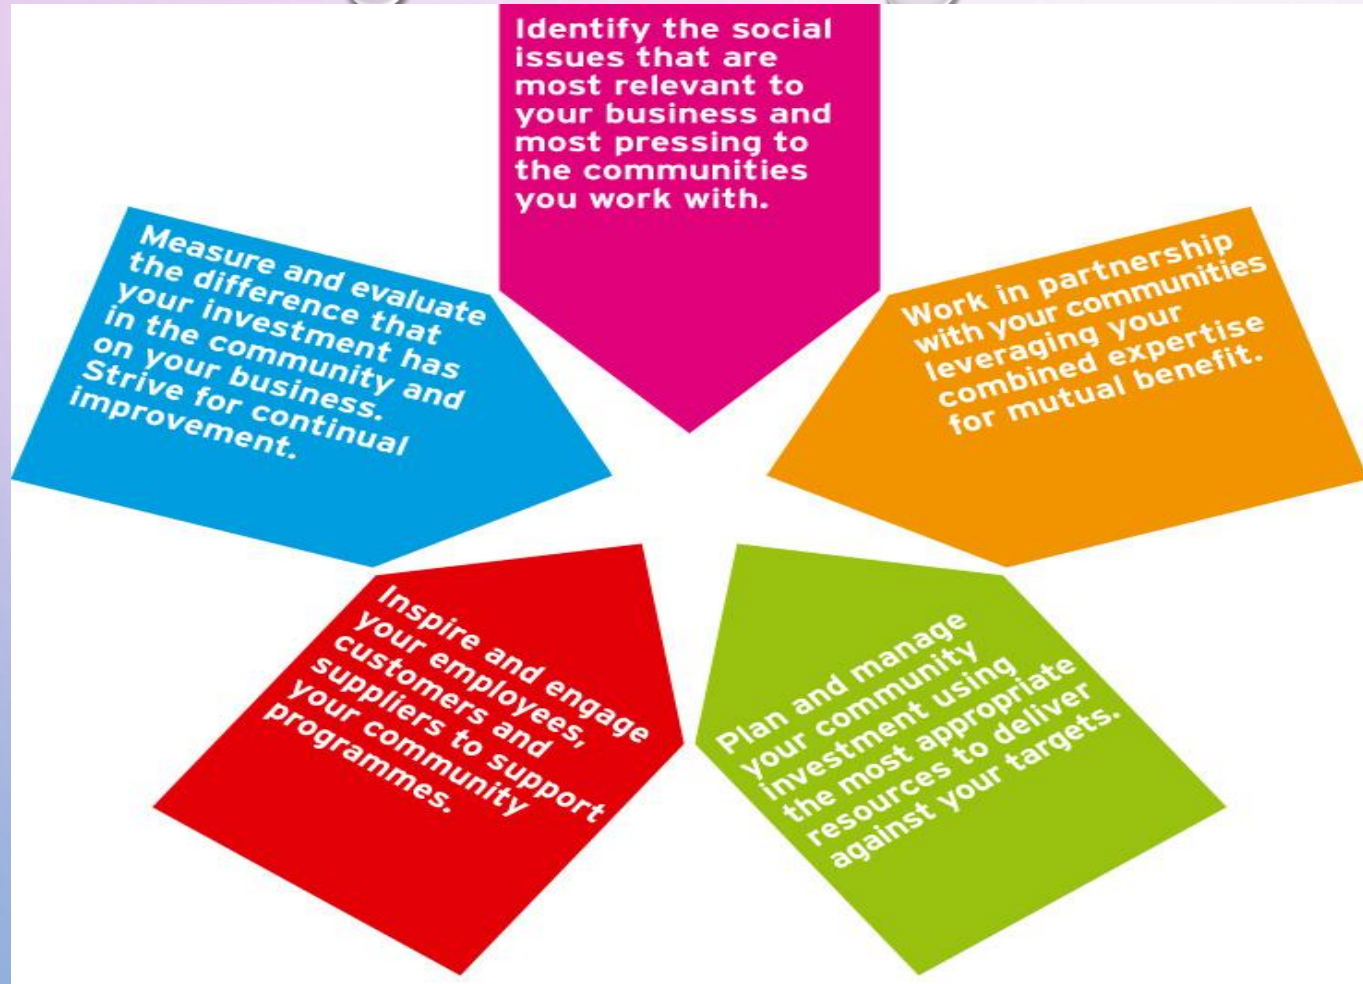 Identify the social
issues that are
most relevant to
your business and
most pressing to
the communities
you work with.
Work in partnership
with your communities
leveraging your
combined expertise
for mutual benefit.
Plan and manage
your community
investment using
the most appropriate
resources to deliver
against your targets.
Inspire and engage
your employees,
customers and
suppliers to support
your community
programmes.
Measure and evaluate
the difference that
your investment has
in the community and
on your business.
Strive for continual
improvement.